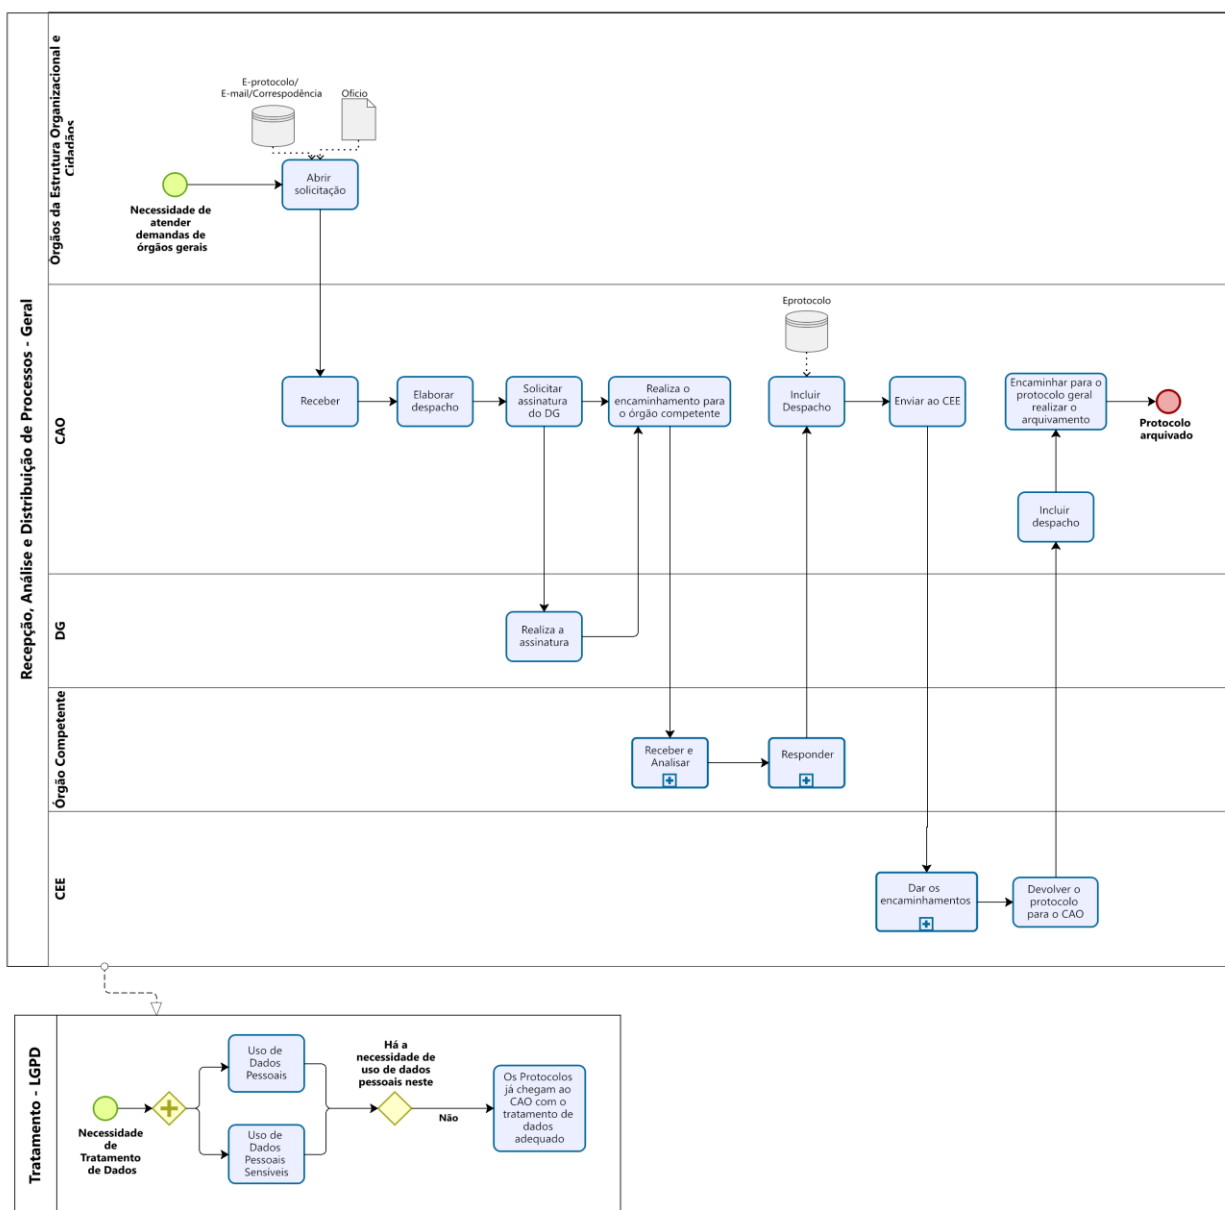 Recepção, Análise e Distribuição de Processos - Geral
Órgãos da Estrutura Organizacional e
Cidadãos
E-protocolo/
E-mail/Correspodência
Oficio
Abrir
solicitação
Necessidade de
atender
demandas de
órgãos gerais
CAO
Eprotocolo
Receber
Elaborar
despacho
Solicitar
assinatura
do DG
Realiza o
encaminhamento para
o órgão competente
Incluir
Despacho
Enviar ao CEE
Encaminhar para o
protocolo geral
realizar o
arquivamento
Protocolo
arquivado
Incluir
despacho
DG
Realiza a
assinatura
Órgão Competente
Receber e
Analisar
Responder
CEE
Dar os
encaminhamentos
Devolver o
protocolo
para o CAO
Tratamento - LGPD
Necessidade
de
Tratamento
de Dados
Uso de
Dados
Pessoais
Uso de
Dados
Pessoais
Sensíveis
Há a
necessidade de
uso de dados
pessoais neste
Não
Os Protocolos
já chegam ao
CAO com o
tratamento de
dados
adequado